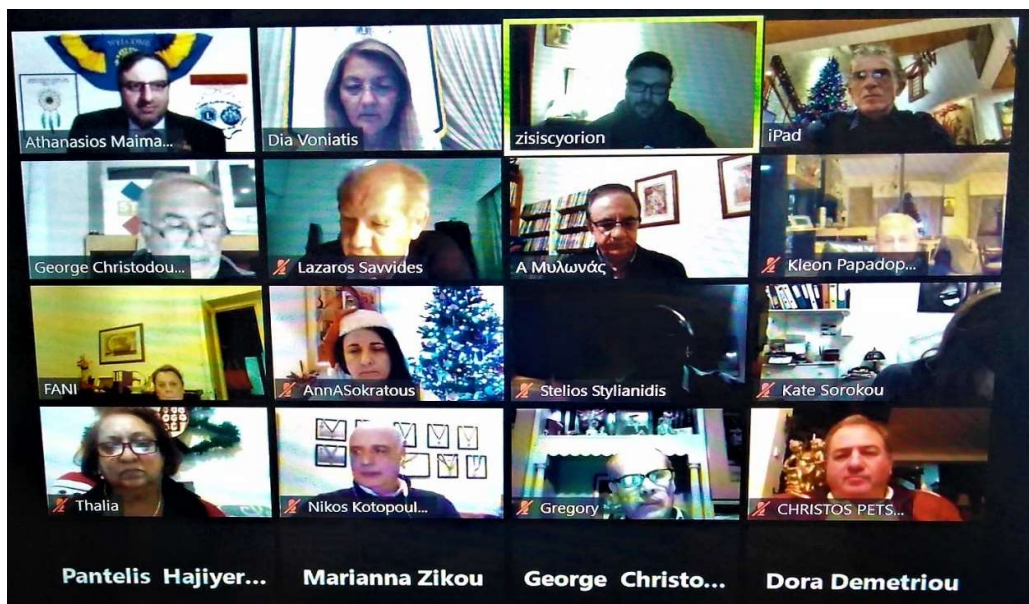 WELCOME
Athanasios Maima...
Dia Voniatis
zisiscyorion
iPad
George Christodou...
Lazaros Savvides
Α Μυλωνάς
Kleon Papadop...
FANI
AnnASokratous
Stelios Stylianidis
Kate Sorokou
Thalia
Nikos Kotopoul...
Gregory
CHRISTOS PETS...
Pantelis Hajiyer...
Marianna Zikou
George Christo...
Dora Demetriou